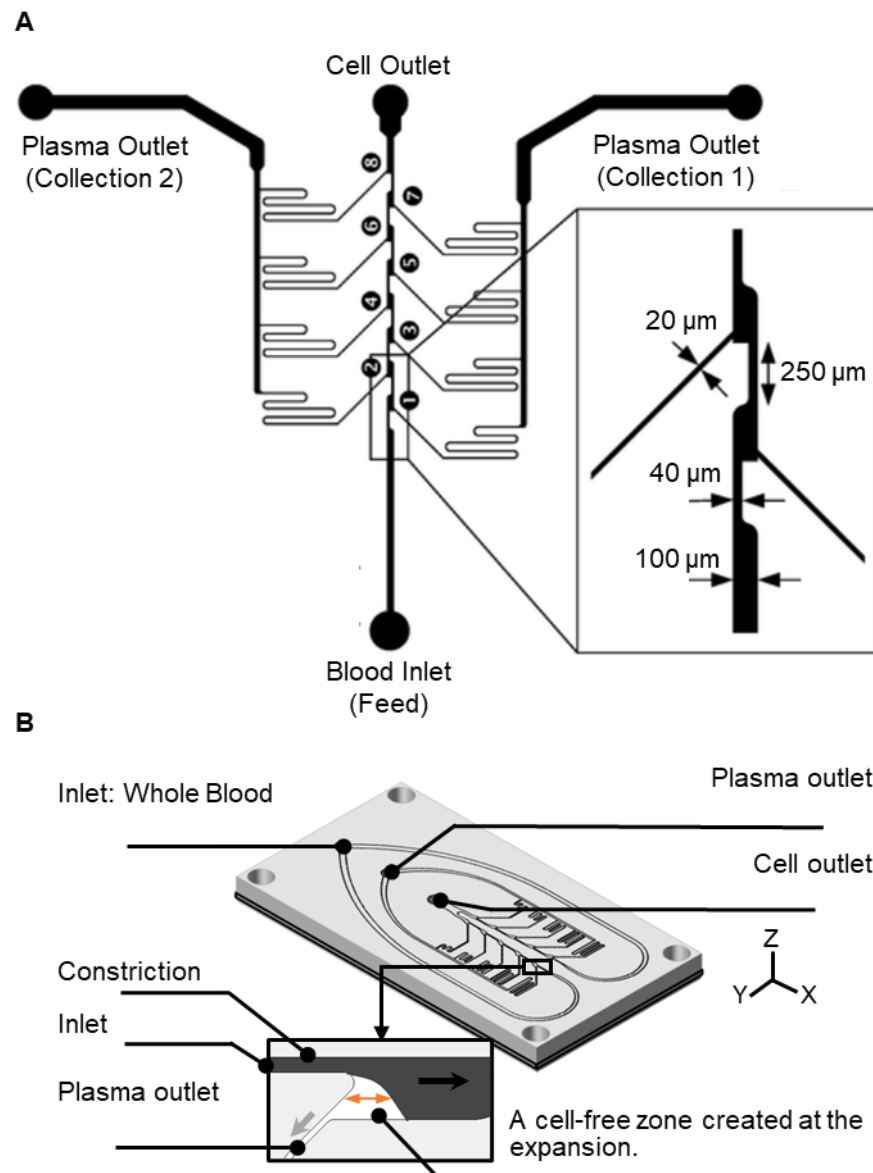 A
Cell Outlet
Plasma Outlet
(Collection 2)
Plasma Outlet
(Collection 1)
8
7
6
5
4
3
2
1
20 µm
250 µm
40 µm
100 µm
Blood Inlet
(Feed)
B
Inlet: Whole Blood
Plasma outlet
Cell outlet
Z
Y
X
Constriction
Inlet
Plasma outlet
A cell-free zone created at the
expansion.